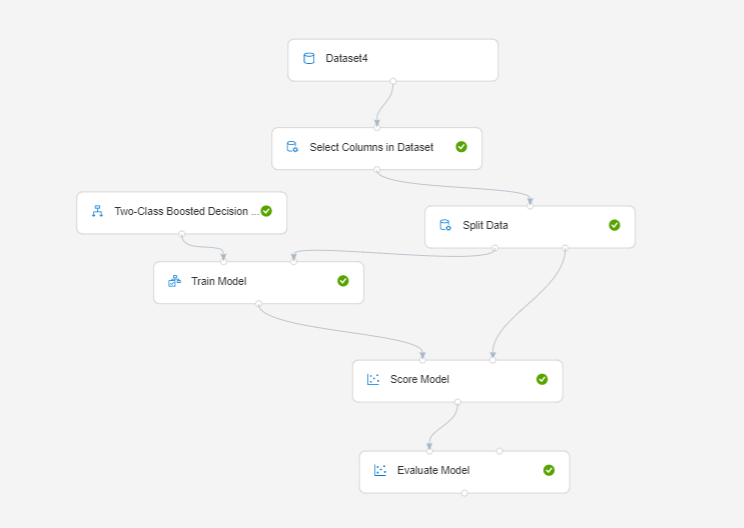 Dataset4
Select Columns in Dataset
Two-Class Boosted Decision ...
Split Data
Train Model
Score Model
Evaluate Model